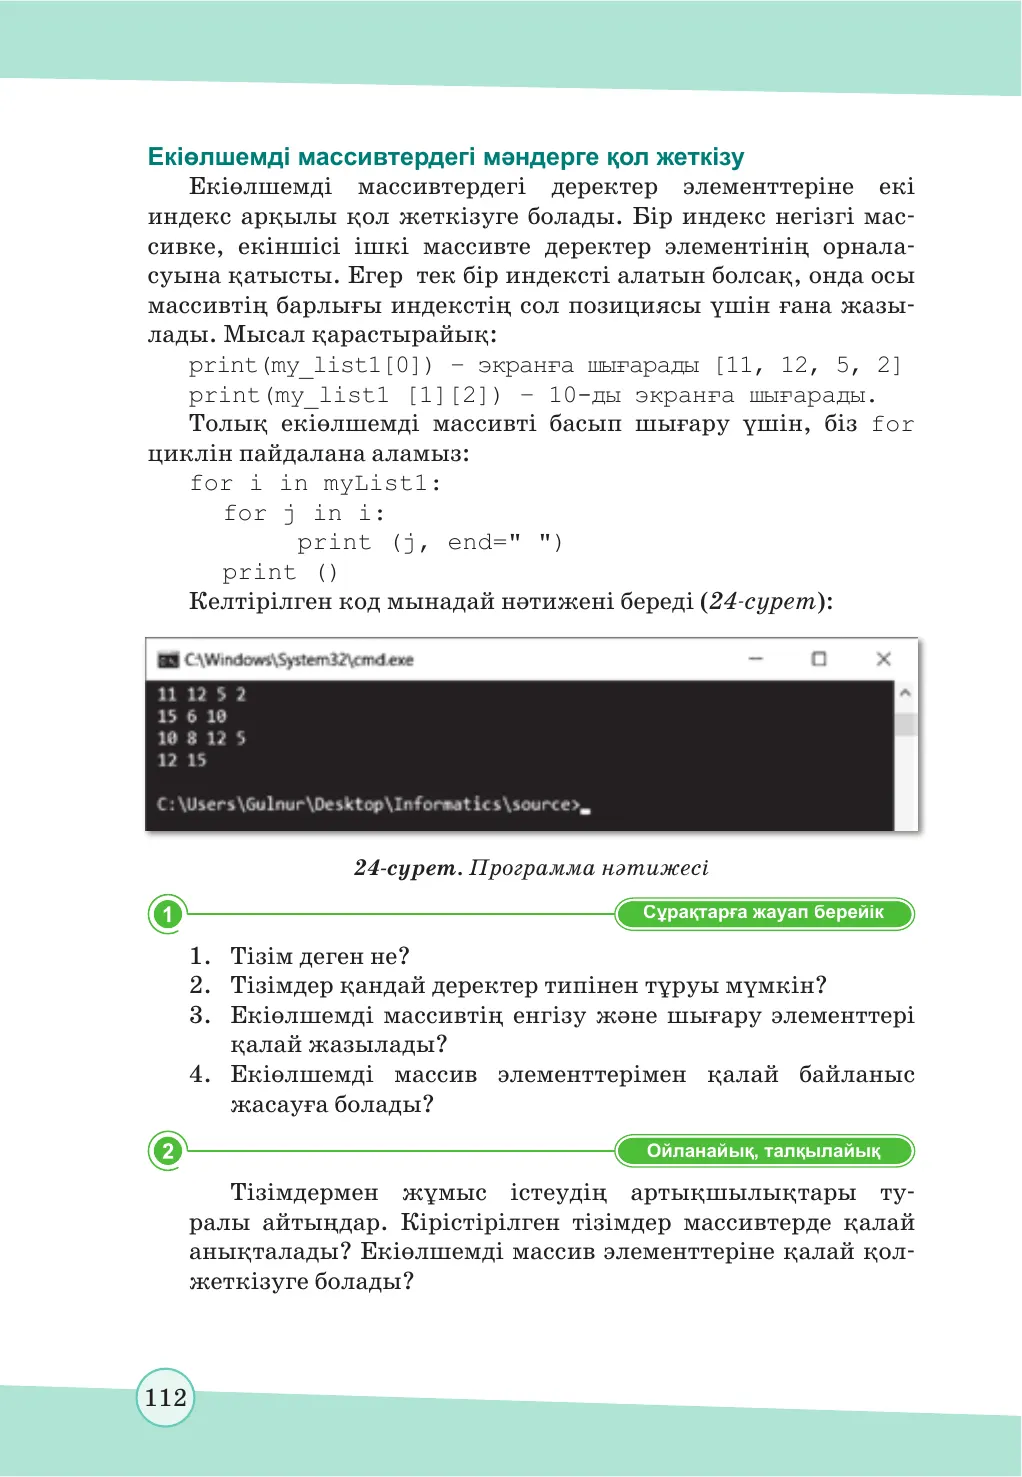 Екіөлшемді массивтердегі мәндерге қол жеткізу
Екіөлшемді массивтердегі деректер элементтеріне екі
индекс арқылы қол жеткізуге болады. Бір индекс негізгі мас-
сивке, екіншісі ішкі массивте деректер элементінің орнала-
суына қатысты. Егер тек бір индексті алатын болсақ, онда осы
массивтің барлығы индекстің сол позициясы үшін ғана жазы-
лады. Мысал қарастырайық:
print(my_list1[0]) – экранға шығарады [11, 12, 5, 2]
print(my_list1 [1][2]) – 10-ды экранға шығарады.
Толық екіөлшемді массивті басып шығару үшін, біз for
циклін пайдалана аламыз:
for i in myList1:
for j in i:
print (j, end=" ")
print ()
Келтірілген код мынадай нәтижені береді (24-сурет):
C:\Windows\System32\cmd.exe
11 12 5 2
15 6 10
10 8 12 5
12 15
C:\Users\Gulnur\Desktop\Informatics\source>_
24-сурет. Программа нәтижесі
1 Сұрақтарға жауап берейік
1. Тізім деген не?
2. Тізімдер қандай деректер типінен тұруы мүмкін?
3. Екіөлшемді массивтің енгізу және шығару элементтері
қалай жазылады?
4. Екіөлшемді массив элементтерімен қалай байланыс
жасауға болады?
2 Ойланайық, талқылайық
Тізімдермен жұмыс істеудің артықшылықтары ту-
ралы айтыңдар. Кірістірілген тізімдер массивтерде қалай
анықталады? Екіөлшемді массив элементтеріне қалай қол-
жеткізуге болады?
112